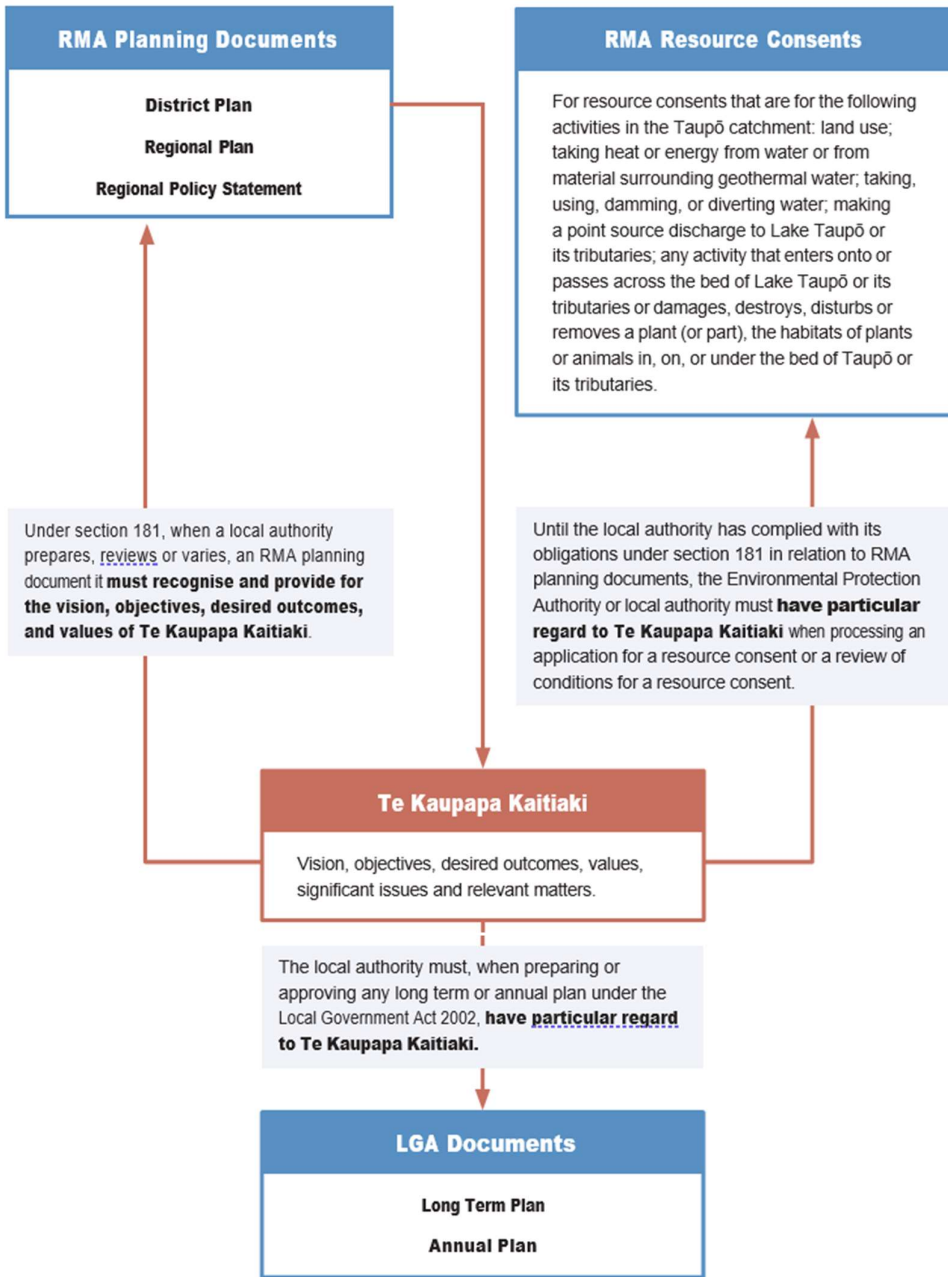 RMA Planning Documents
District Plan
Regional Plan
Regional Policy Statement
RMA Resource Consents
For resource consents that are for the following
activities in the Taupō catchment: land use;
taking heat or energy from water or from
material surrounding geothermal water; taking,
using, damming, or diverting water; making
a point source discharge to Lake Taupō or
its tributaries; any activity that enters onto or
passes across the bed of Lake Taupō or its
tributaries or damages, destroys, disturbs or
removes a plant (or part), the habitats of plants
or animals in, on, or under the bed of Taupō or
its tributaries.
Under section 181, when a local authority
prepares, reviews or varies, an RMA planning
document it must recognise and provide for
the vision, objectives, desired outcomes,
and values of Te Kaupapa Kaitiaki.
Until the local authority has complied with its
obligations under section 181 in relation to RMA
planning documents, the Environmental Protection
Authority or local authority must have particular
regard to Te Kaupapa Kaitiaki when processing an
application for a resource consent or a review of
conditions for a resource consent.
Te Kaupapa Kaitiaki
Vision, objectives, desired outcomes, values,
significant issues and relevant matters.
The local authority must, when preparing or
approving any long term or annual plan under the
Local Government Act 2002, have particular regard
to Te Kaupapa Kaitiaki.
LGA Documents
Long Term Plan
Annual Plan